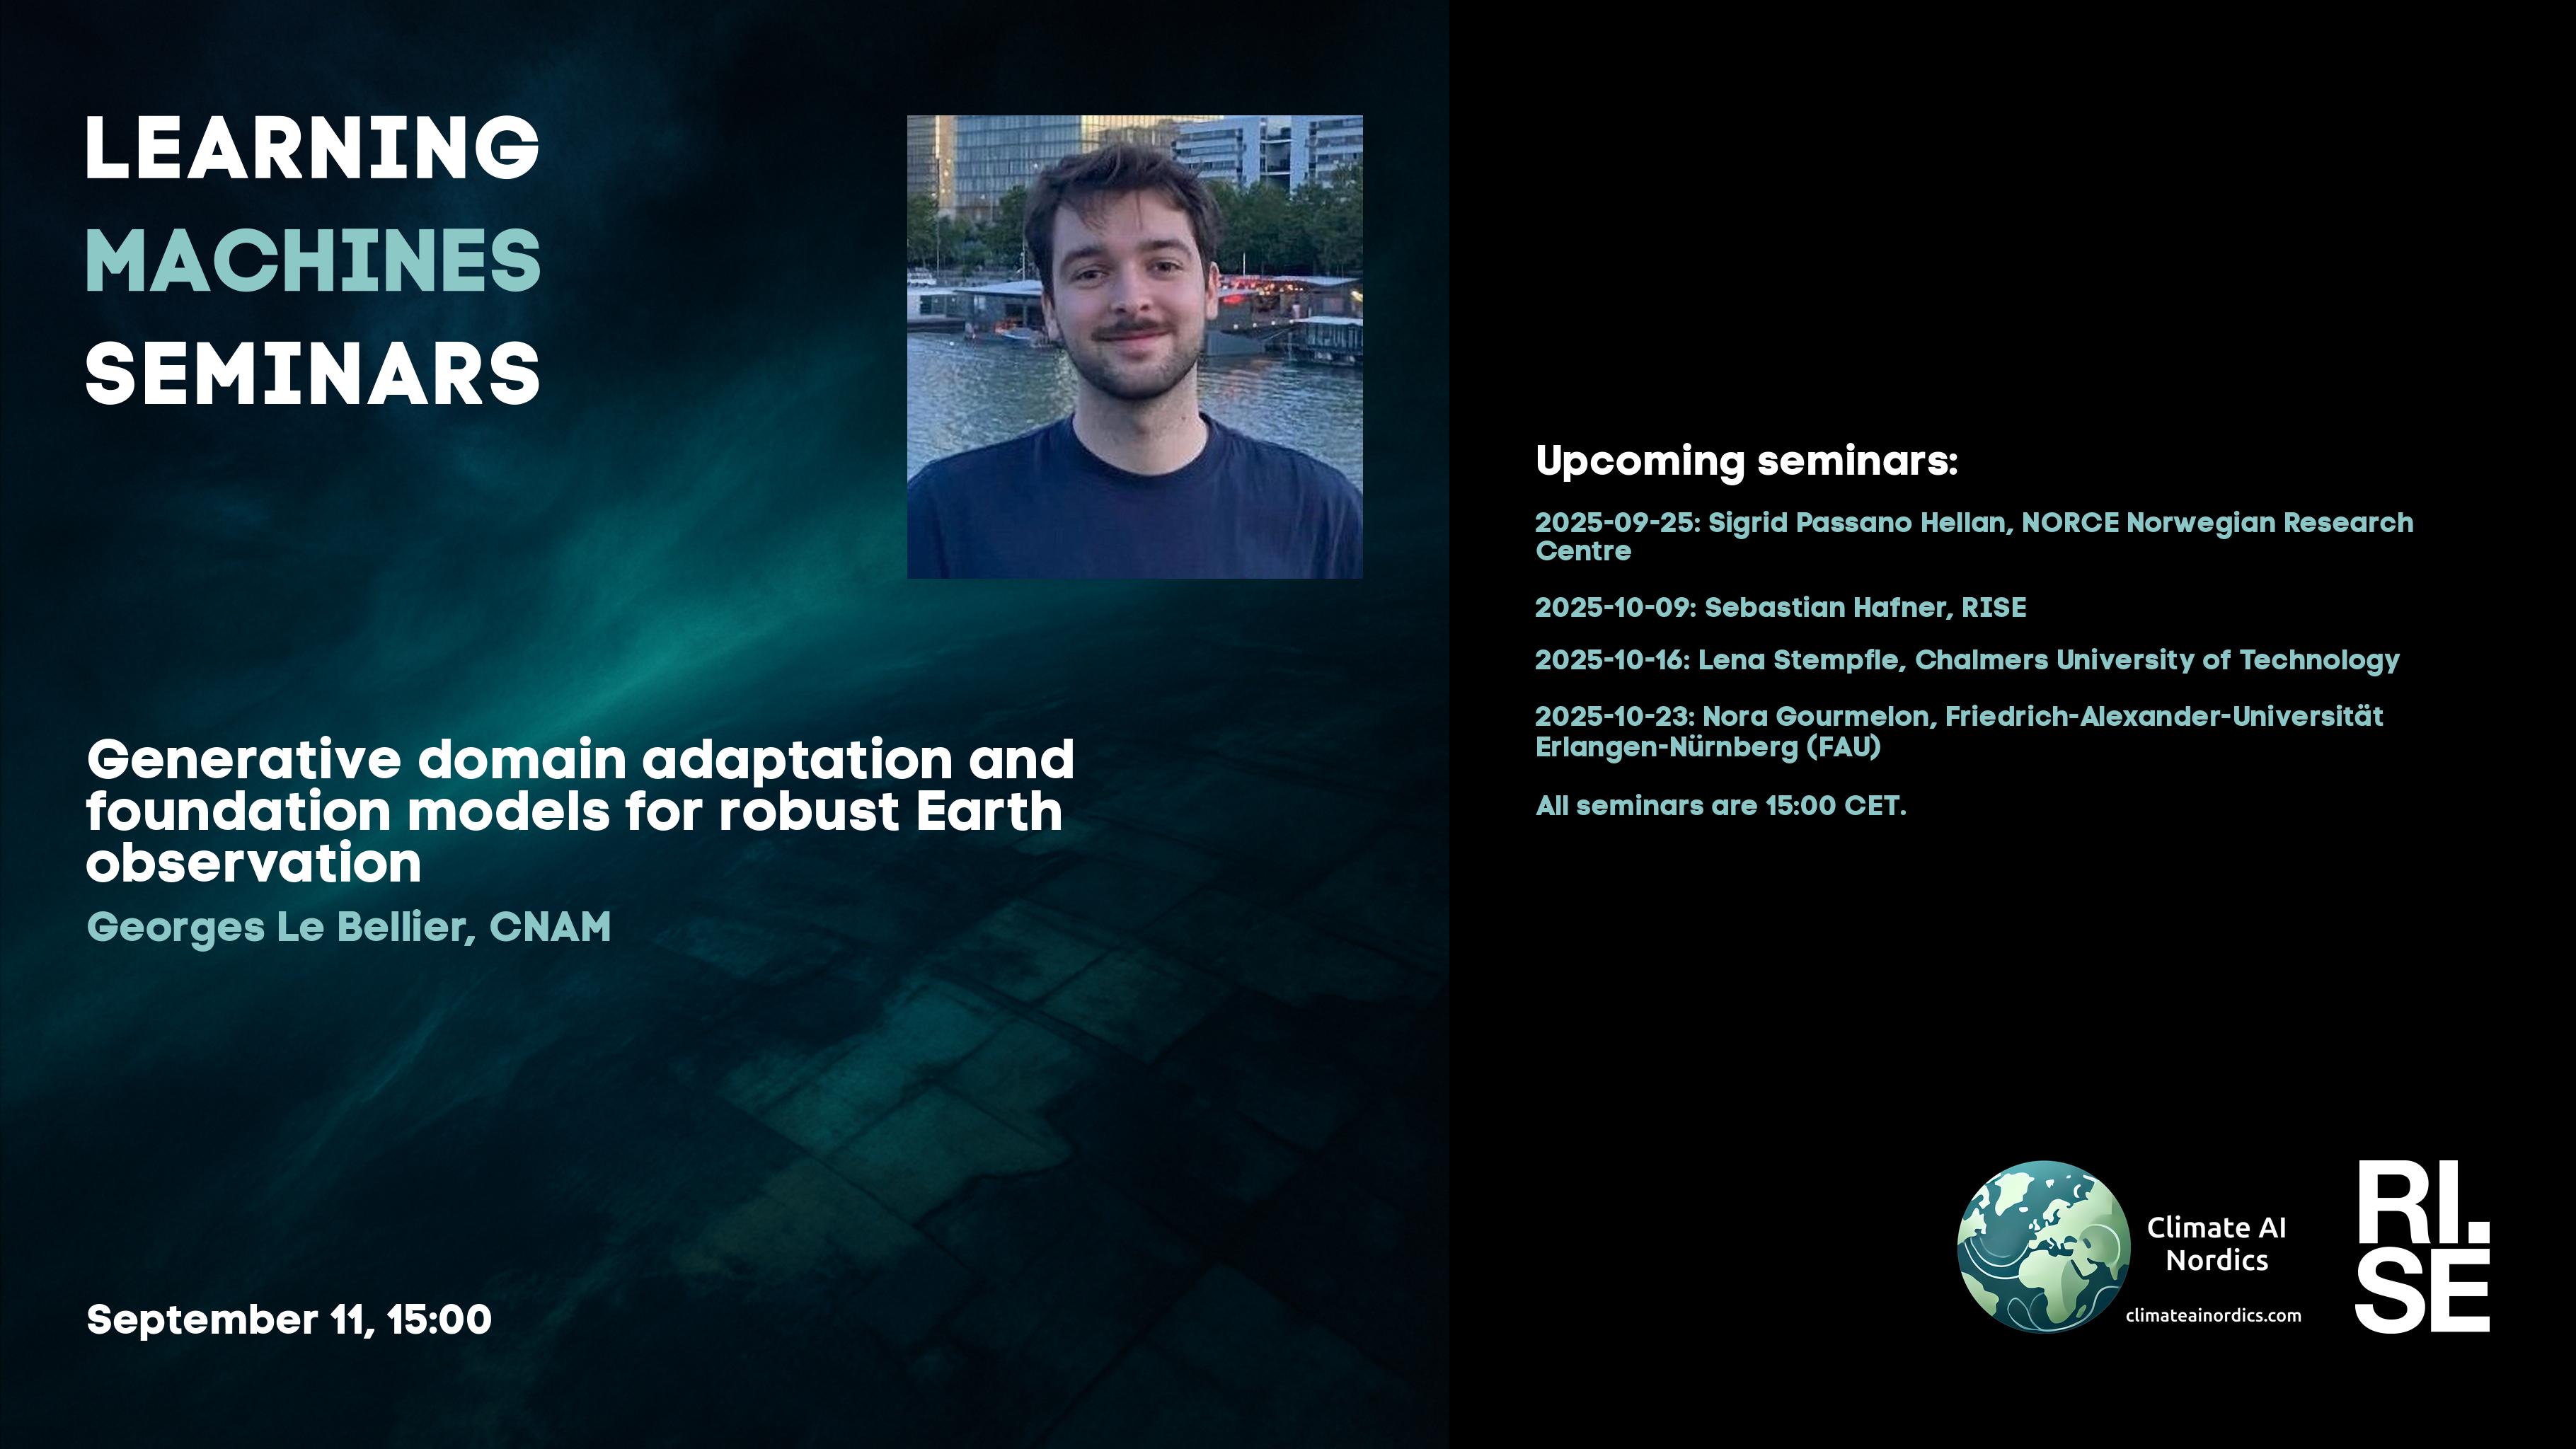 LEARNING
MACHINES
SEMINARS
Generative domain adaptation and
foundation models for robust Earth
observation
Georges Le Bellier, CNAM
September 11, 15:00
Upcoming seminars:
2025-09-25: Sigrid Passano Hellan, NORCE Norwegian Research
Centre
2025-10-09: Sebastian Hafner, RISE
2025-10-16: Lena Stempfle, Chalmers University of Technology
2025-10-23: Nora Gourmelon, Friedrich-Alexander-Universität
Erlangen-Nürnberg (FAU)
All seminars are 15:00 CET.
Climate AI
Nordics
climateainordics.com
RI.
SE